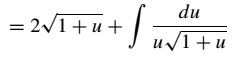 = 2√1 + u + ∫ du / u√1 + u